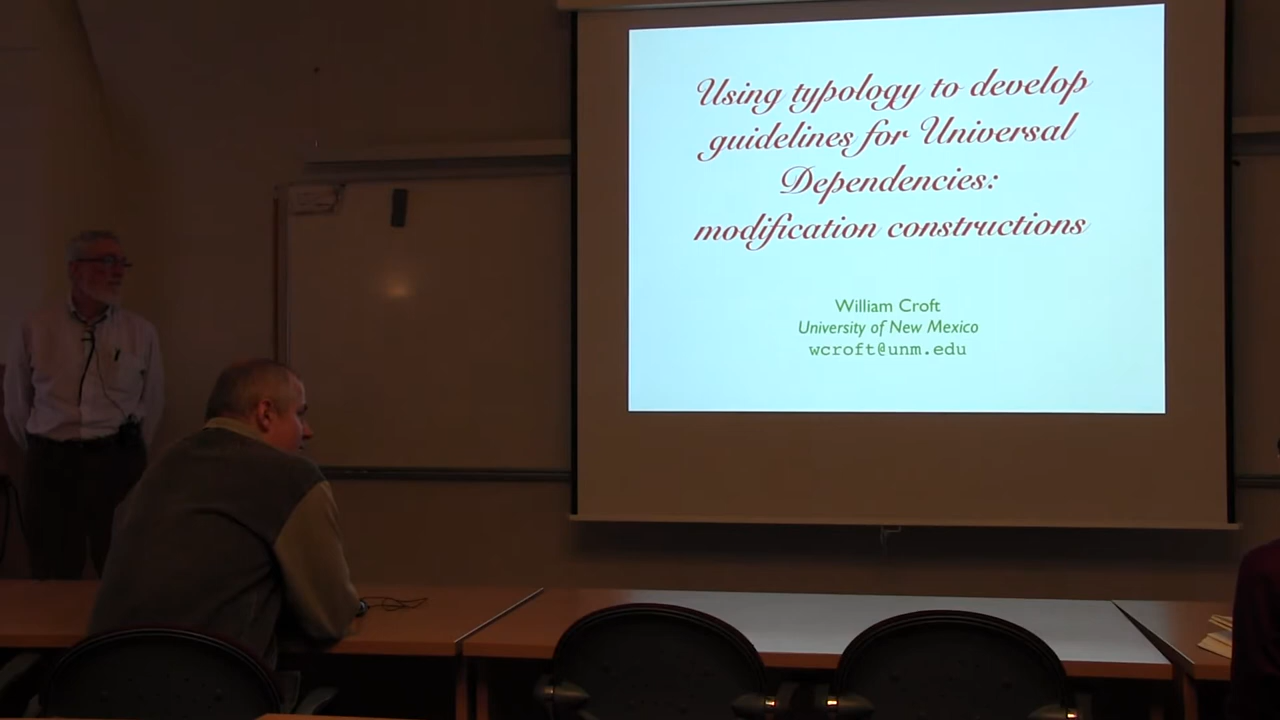 Using typology to develop
guidelines for Universal
Dependencies:
modification constructions
William Croft
University of New Mexico
wcroft@unm.edu